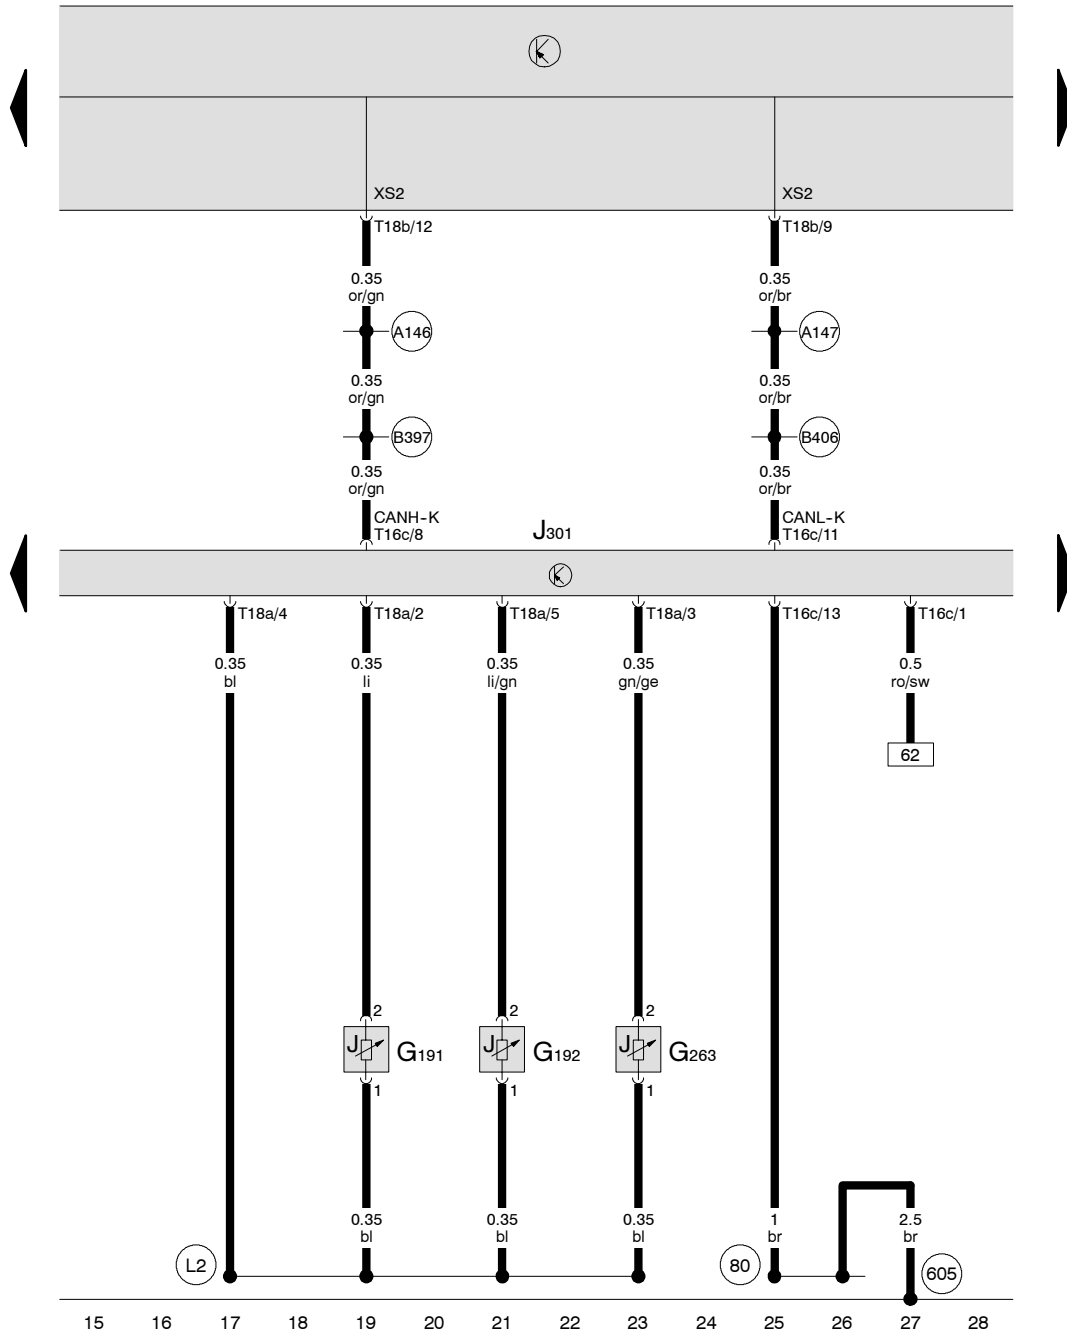 XS2 XS2
T18b/12 T18b/9
0.35 0.35
or/gn or/br
A146 A147
0.35 0.35
or/gn or/br
B397 B406
0.35 0.35
or/gn or/br
CANH-K CANL-K
T16c/8 J301 T16c/11
T18a/4 T18a/2 T18a/5 T18a/3 T16c/13 T16c/1
0.35 0.35 0.35 0.35 0.5
bl li li/gn gn/ge ro/sw
62
2 2 2
J G191 J G192 J G263
1 1 1
0.35 0.35 0.35 1 2.5
bl bl bl br br
L2 80 605
15 16 17 18 19 20 21 22 23 24 25 26 27 28